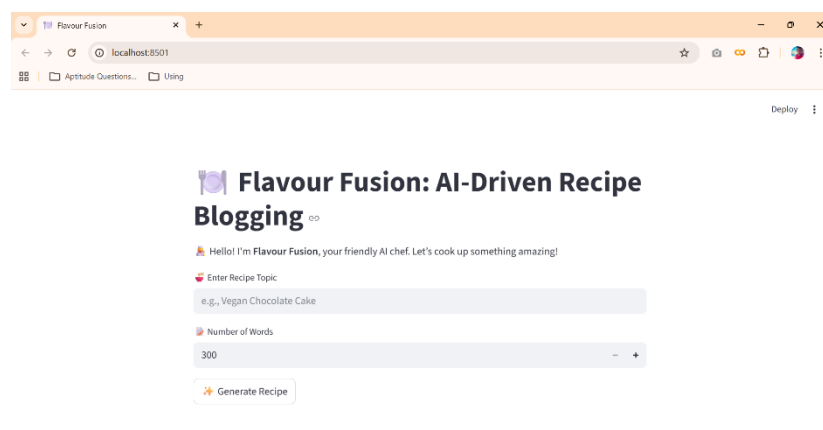 Flavour Fusion
localhost:8501
Aptitude Questions... Using
Deploy
Flavour Fusion: AI-Driven Recipe
Blogging
Hello! I'm Flavour Fusion, your friendly AI chef. Let's cook up something amazing!
Enter Recipe Topic
e.g., Vegan Chocolate Cake
Number of Words
300
Generate Recipe